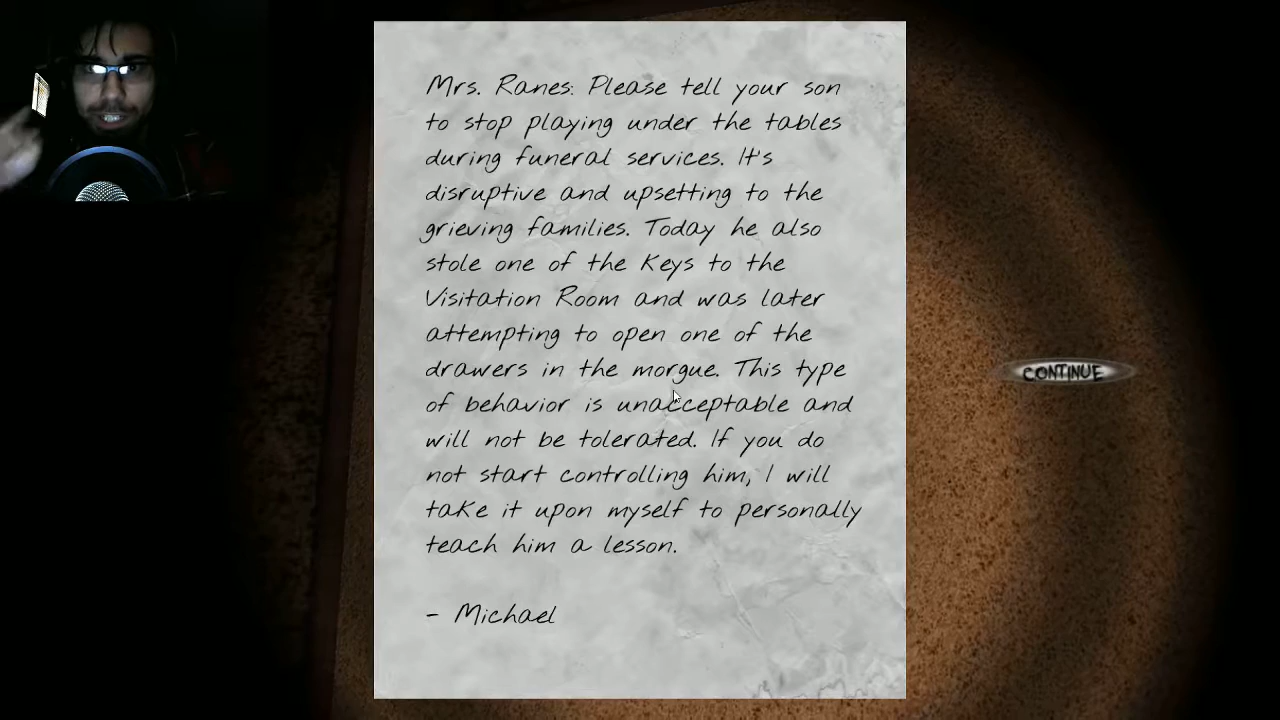 Mrs. Ranes: Please tell your son
to stop playing under the tables
during funeral services. It's
disruptive and upsetting to the
grieving families. Today he also
stole one of the Keys to the
Visitation Room and was later
attempting to open one of the
drawers in the morgue. This type
of behavior is unacceptable and
will not be tolerated. If you do
not start controlling him, I will
take it upon myself to personally
teach him a lesson.
- Michael
CONTINUE